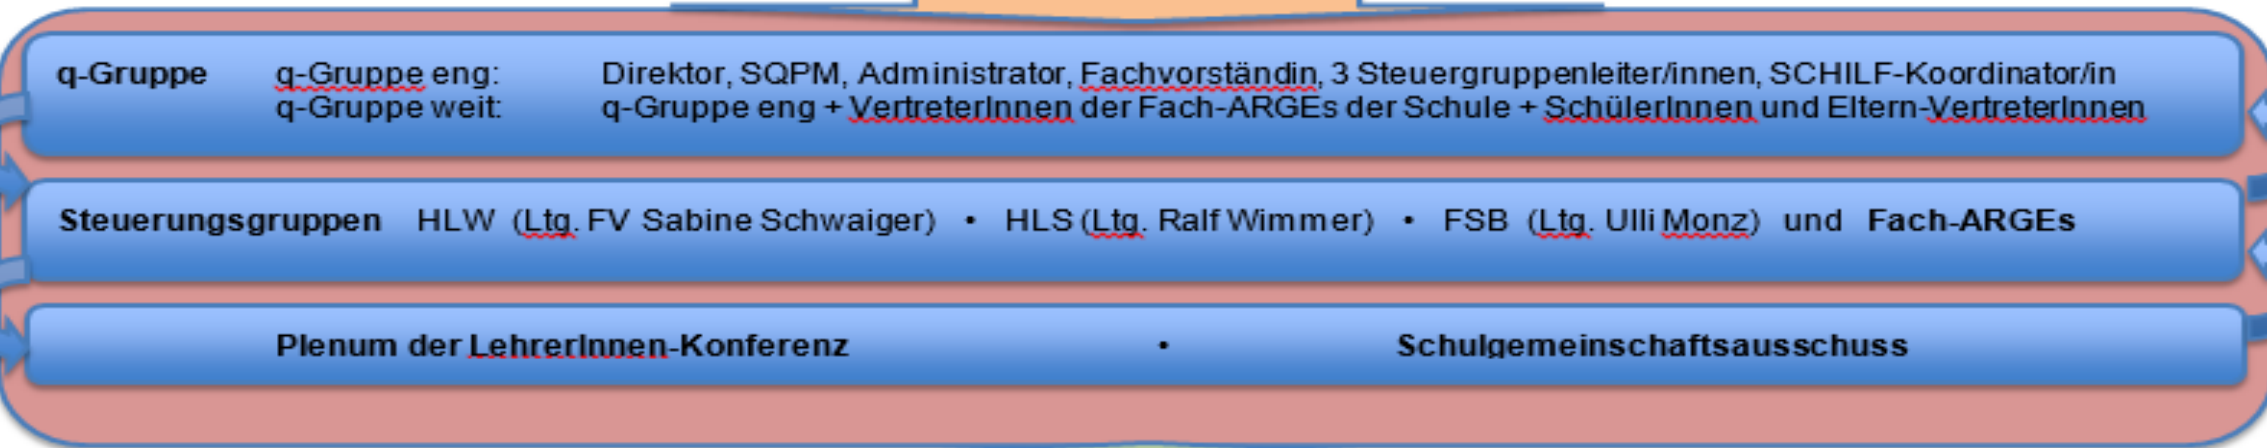 q-Gruppe q-Gruppe eng: Direktor, SQPM, Administrator, Fachvorständin, 3 Steuergruppenleiter/innen, SCHILF-Koordinator/in
q-Gruppe weit: q-Gruppe eng + VertreterInnen der Fach-ARGEs der Schule + SchülerInnen und Eltern-VertreterInnen
Steuerungsgruppen HLW (Ltg. FV Sabine Schwaiger) • HLS (Ltg. Ralf Wimmer) • FSB (Ltg. Ulli Monz) und Fach-ARGEs
Plenum der LehrerInnen-Konferenz • Schulgemeinschaftsausschuss